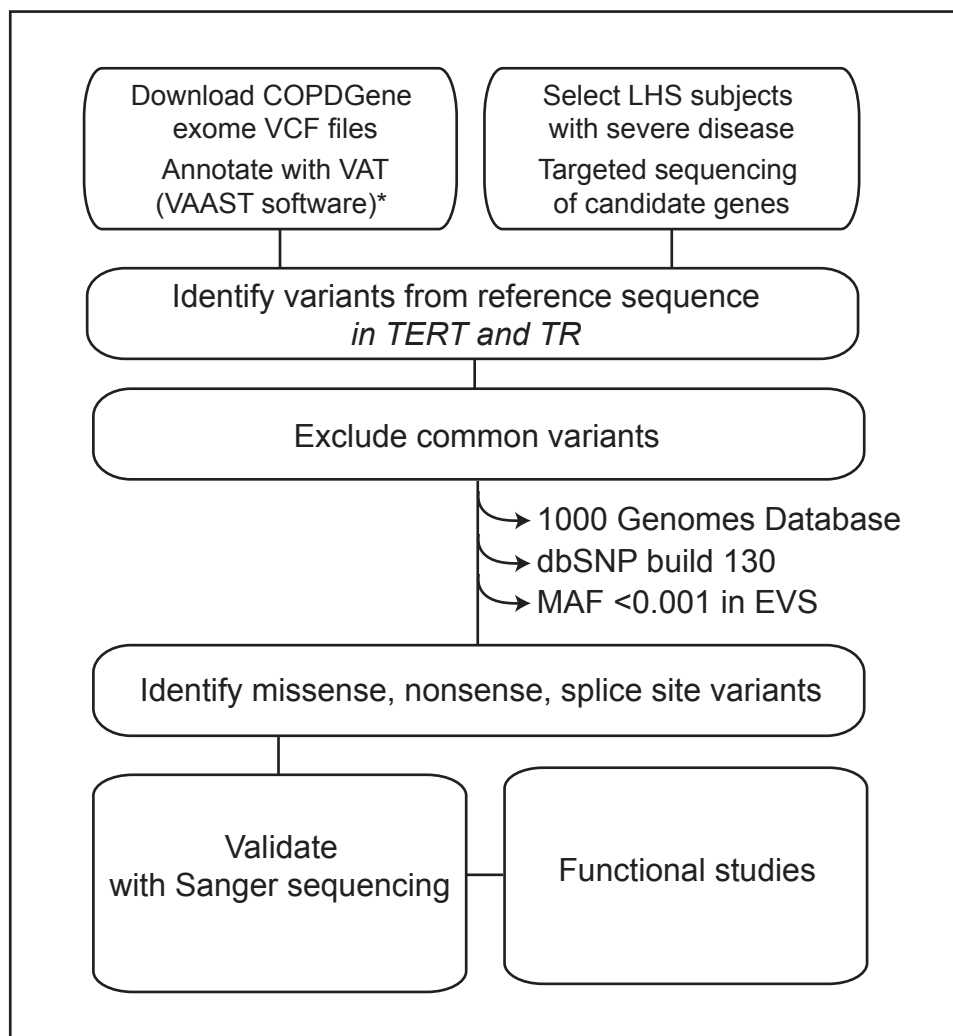 Download COPDGene
exome VCF files
Annotate with VAT
(VAAST software)*
Select LHS subjects
with severe disease
Targeted sequencing
of candidate genes
Identify variants from reference sequence
in TERT and TR
Exclude common variants
1000 Genomes Database
dbSNP build 130
MAF <0.001 in EVS
Identify missense, nonsense, splice site variants
Validate
with Sanger sequencing
Functional studies